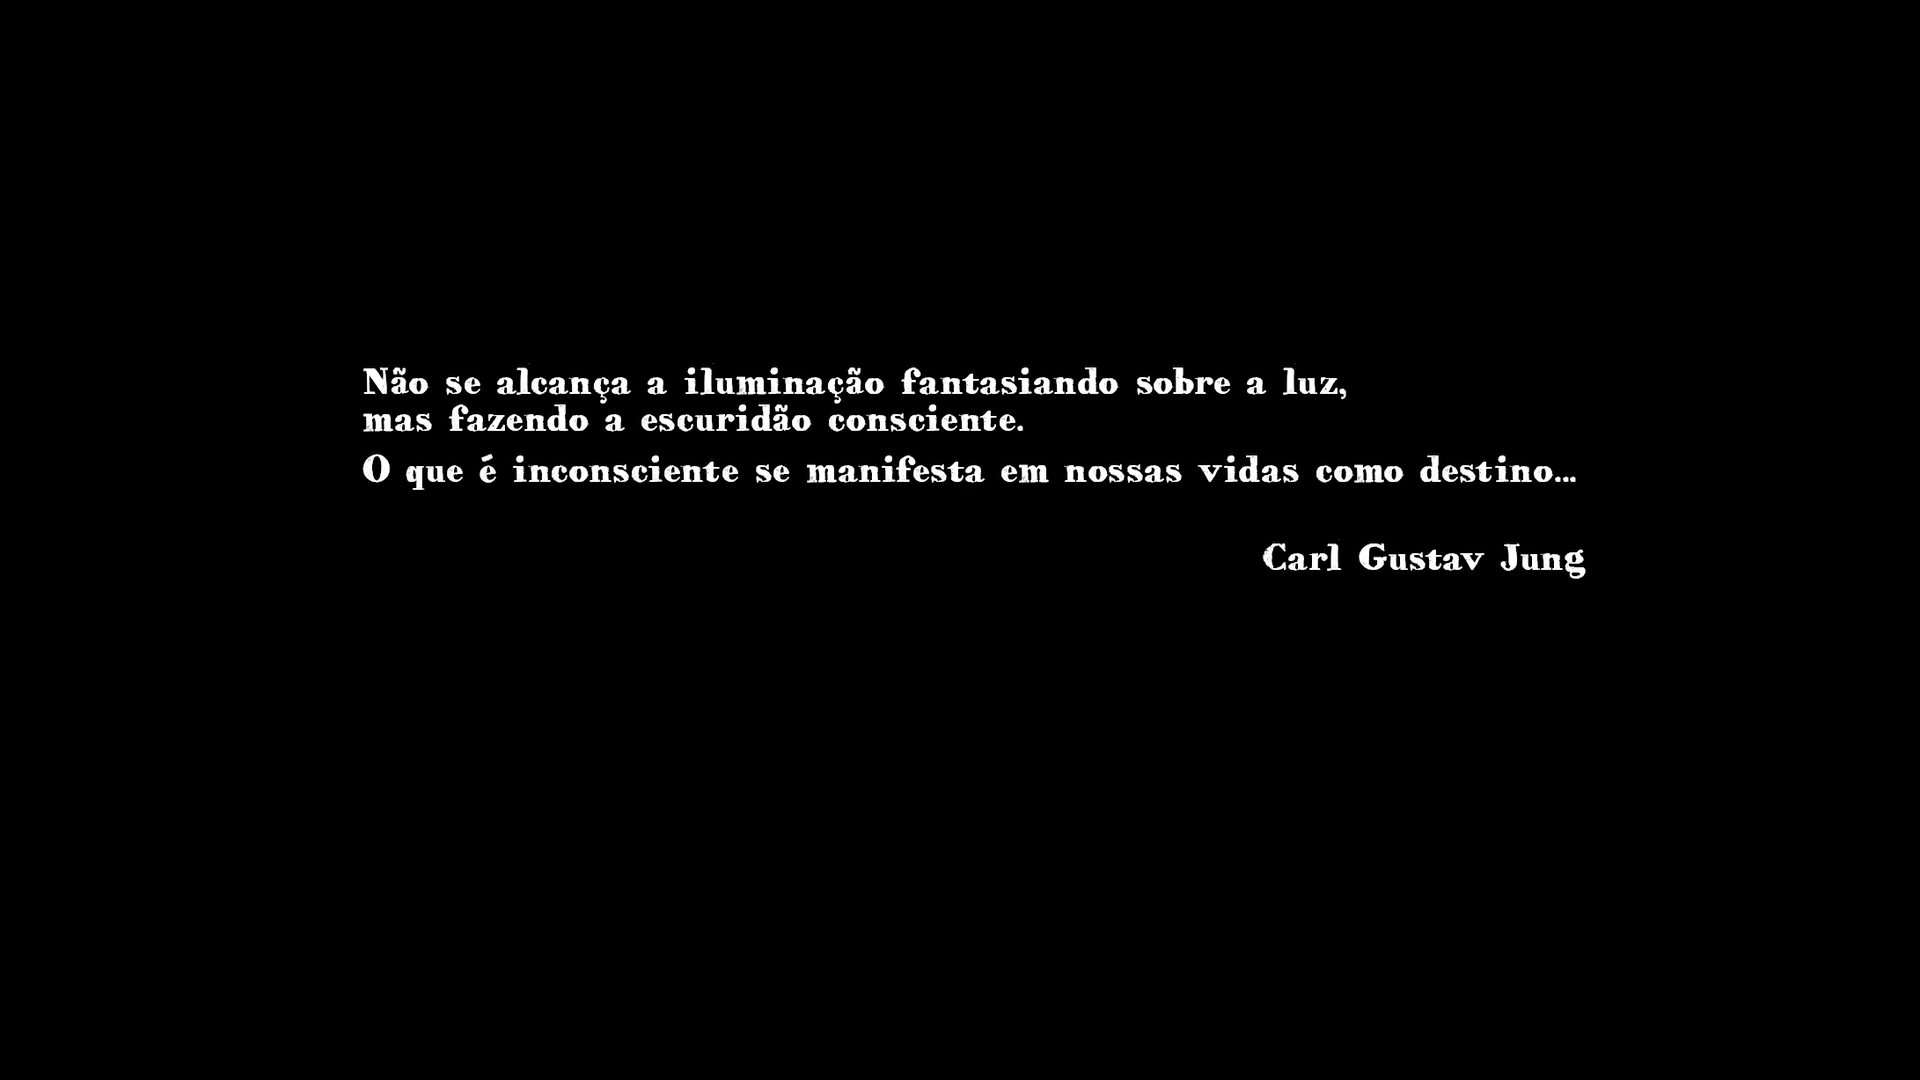 Não se alcança a iluminação fantasiando sobre a luz,
mas fazendo a escuridão consciente.
O que é inconsciente se manifesta em nossas vidas como destino...
Carl Gustav Jung